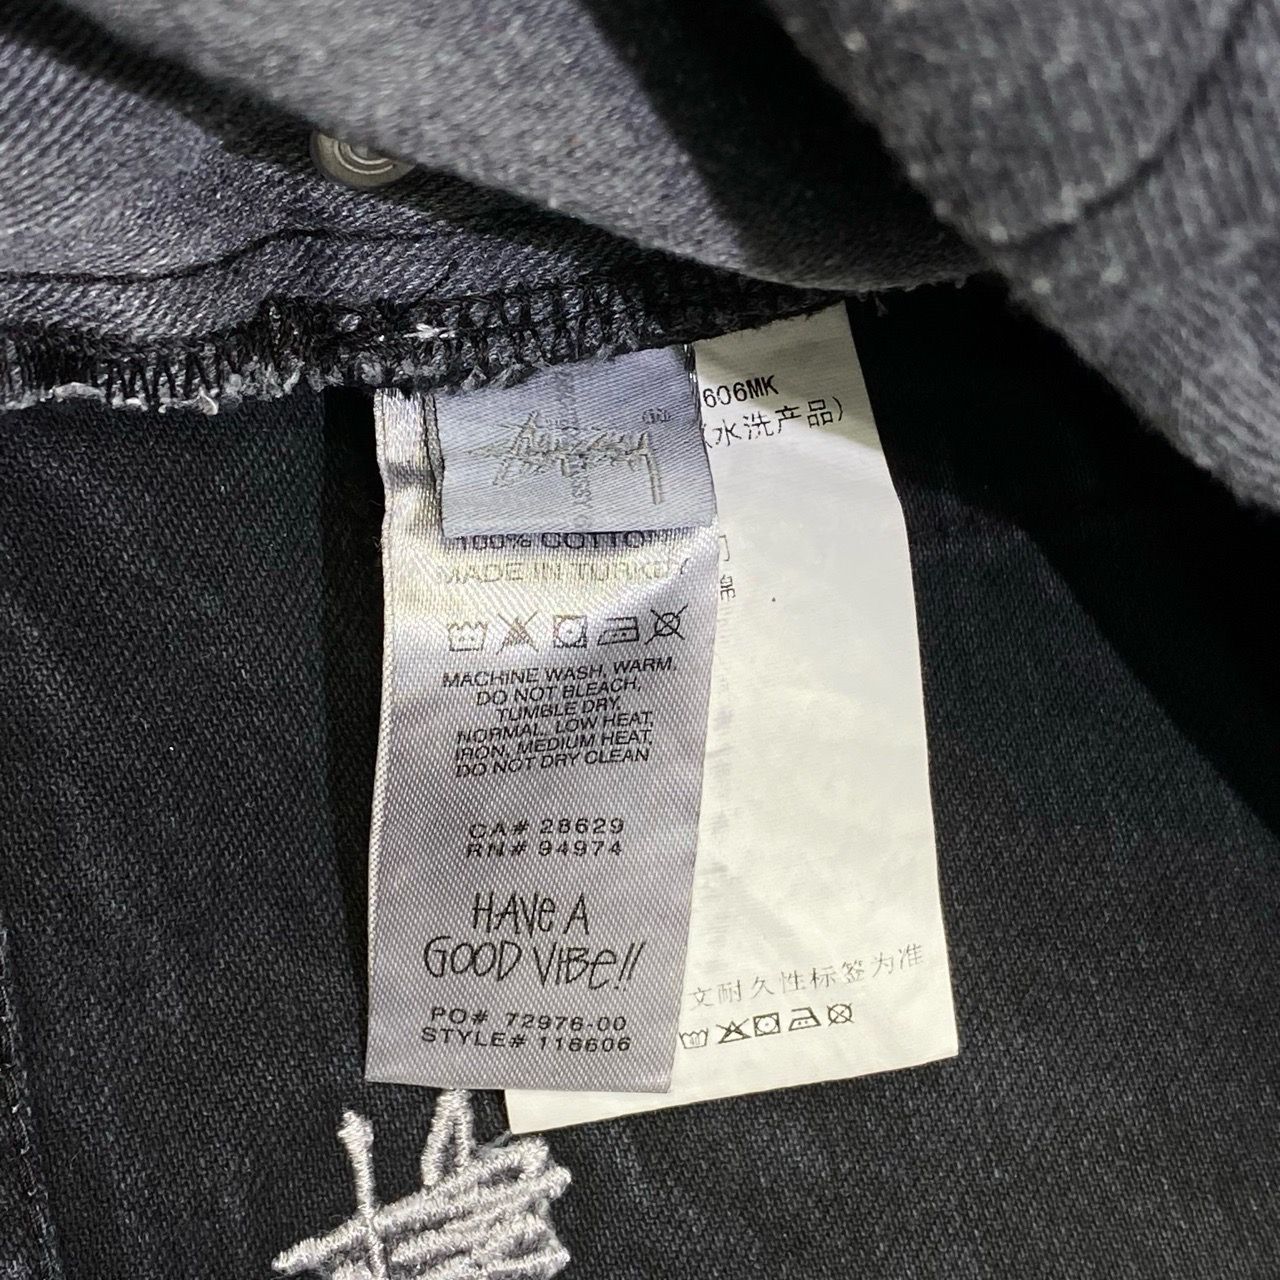 606MK
水洗产品)
100% COTTON
MADE IN TURKEY
MACHINE WASH, WARM,
DO NOT BLEACH,
TUMBLE DRY,
NORMAL, LOW HEAT,
IRON, MEDIUM HEAT,
DO NOT DRY CLEAN
CA# 28629
RN# 94974
HAVE A
GOOD VIBE!!
PO# 72976-00
STYLE# 118606
棉
文耐久性标签为准